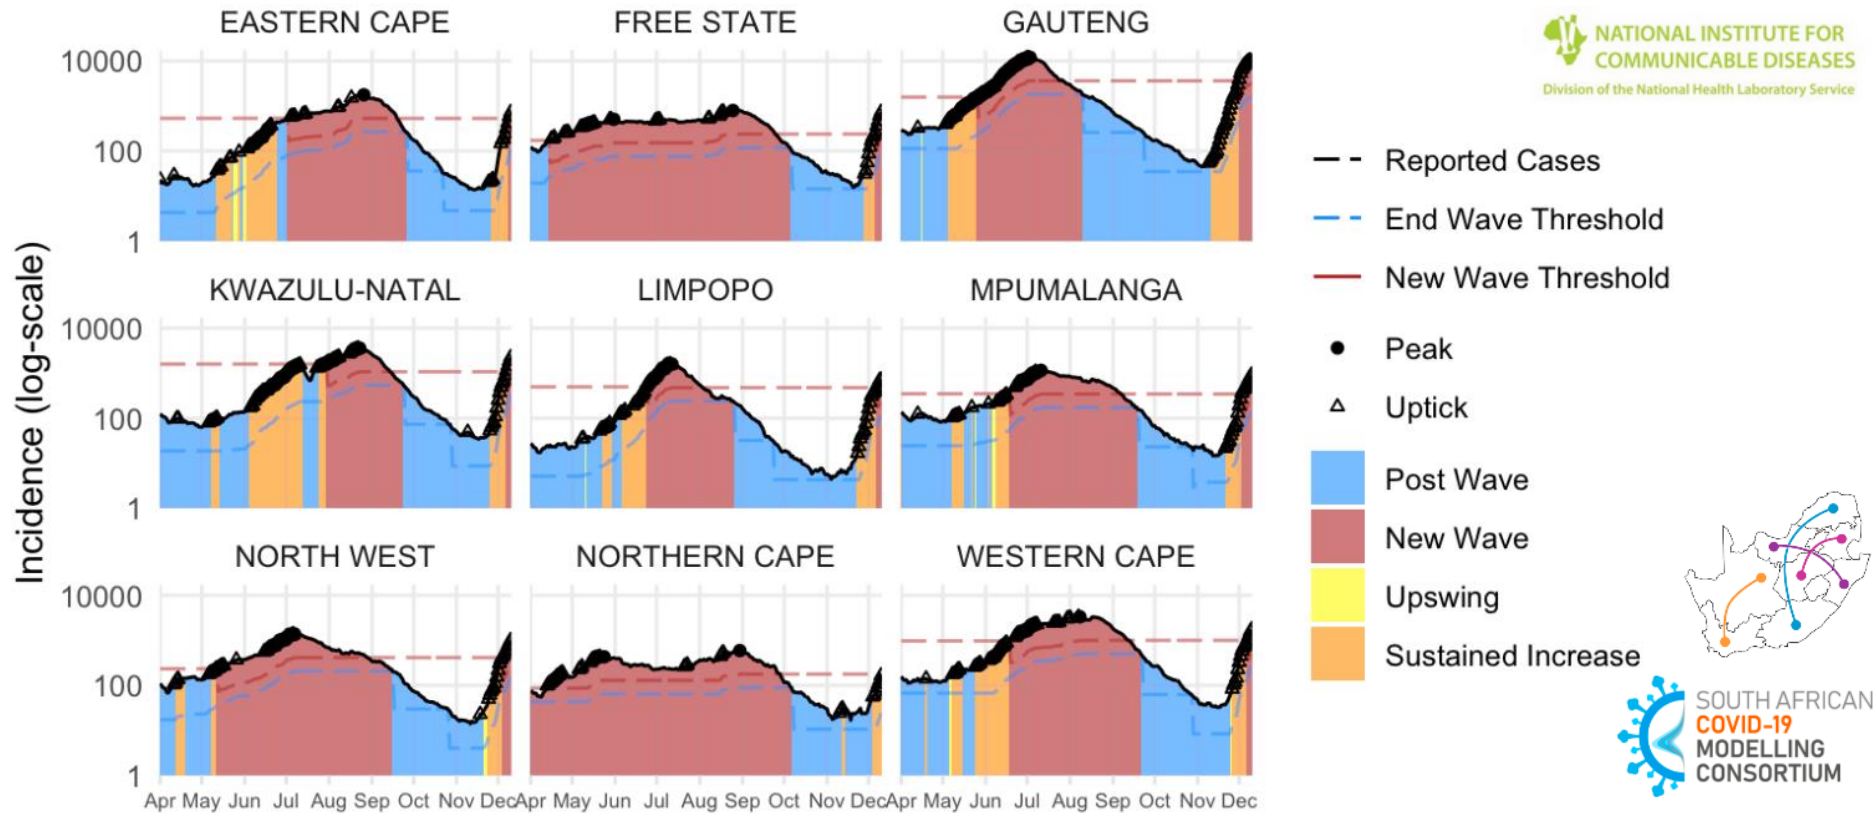 EASTERN CAPE
FREE STATE
GAUTENG
10000
100
1
KWAZULU-NATAL
LIMPOPO
MPUMALANGA
10000
100
1
NORTH WEST
NORTHERN CAPE
WESTERN CAPE
10000
100
1
Apr May Jun Jul Aug Sep Oct Nov Dec
Apr May Jun Jul Aug Sep Oct Nov Dec
Apr May Jun Jul Aug Sep Oct Nov Dec
Incidence (log-scale)
NATIONAL INSTITUTE FOR
COMMUNICABLE DISEASES
Division of the National Health Laboratory Service
Reported Cases
End Wave Threshold
New Wave Threshold
Peak
Uptick
Post Wave
New Wave
Upswing
Sustained Increase
SOUTH AFRICAN
COVID-19
MODELLING
CONSORTIUM